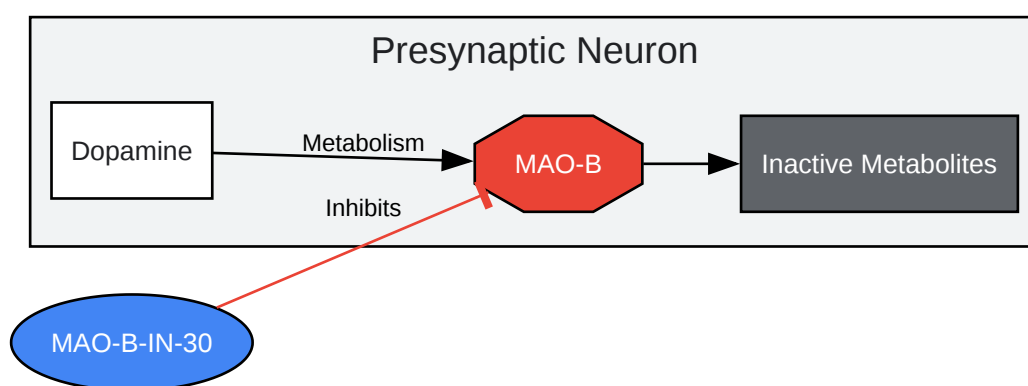 Presynaptic Neuron
Dopamine
Metabolism
MAO-B
Inactive Metabolites
Inhibits
MAO-B-IN-30